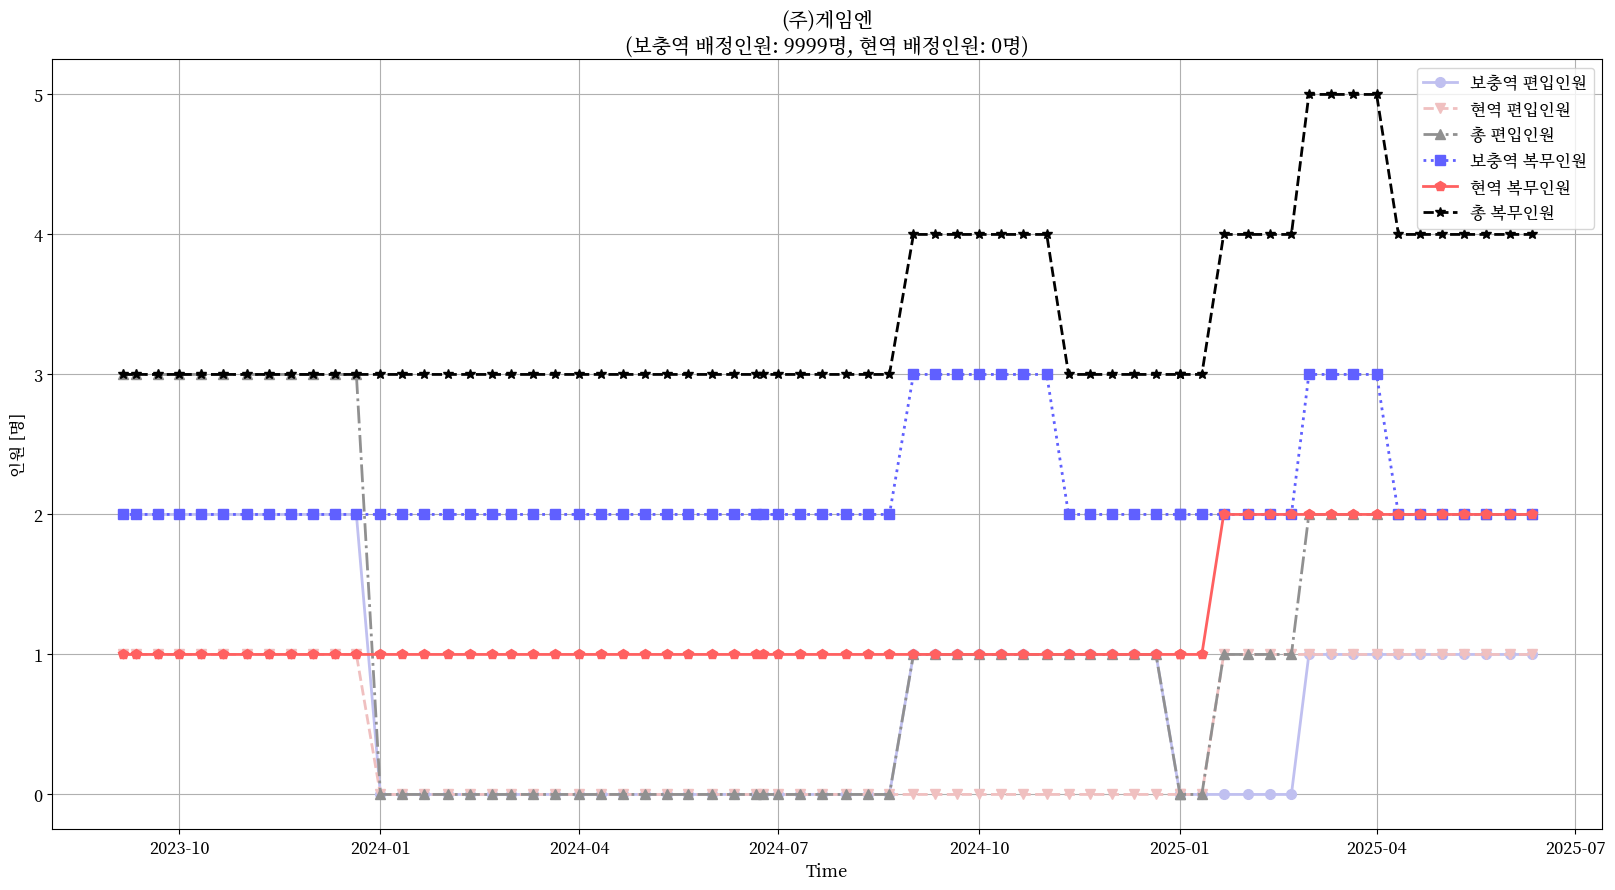 (주)게임엔
(보충역 배정인원: 9999명, 현역 배정인원: 0명)
보충역 편입인원
현역 편입인원
총 편입인원
보충역 복무인원
현역 복무인원
총 복무인원
인원 [명]
5
4
3
2
1
0
2023-10
2024-01
2024-04
2024-07
2024-10
2025-01
2025-04
2025-07
Time